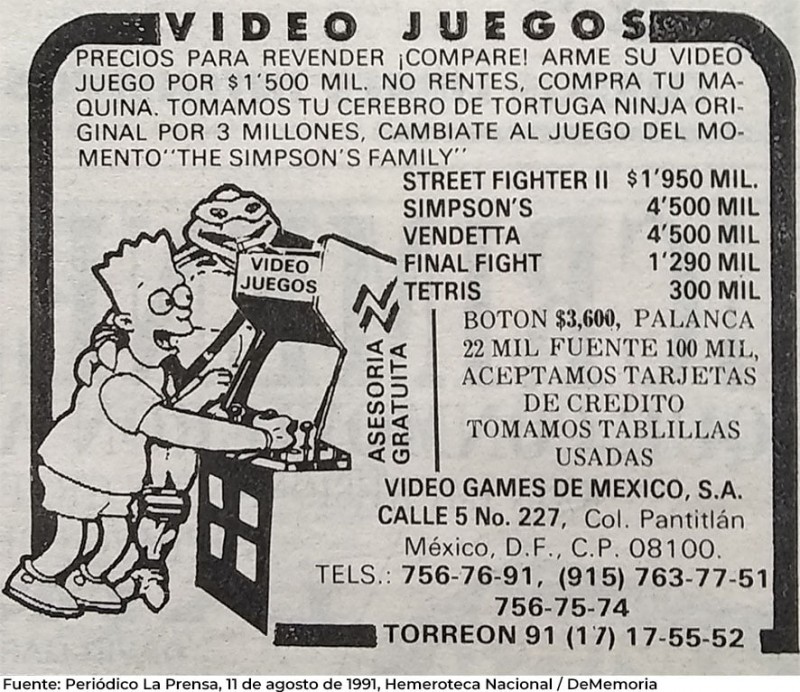 VIDEO JUEGOS
PRECIOS PARA REVENDER ¡COMPARE! ARME SU VIDEO
JUEGO POR $1'500 MIL. NO RENTES, COMPRA TU MA-
QUINA. TOMAMOS TU CEREBRO DE TORTUGA NINJA ORI-
GINAL POR 3 MILLONES, CAMBIATE AL JUEGO DEL MO-
MENTO"THE SIMPSON'S FAMILY"
STREET FIGHTER II $1'950 MIL.
SIMPSON'S 4'500 MIL
VENDETTA 4'500 MIL
FINAL FIGHT 1'290 MIL
TETRIS 300 MIL
VIDEO
JUEGOS
ASESORIA
GRATUITA
BOTON $3,600, PALANCA
22 MIL FUENTE 100 MIL,
ACEPTAMOS TARJETAS
DE CREDITO
TOMAMOS TABLILLAS
USADAS
VIDEO GAMES DE MEXICO, S.A.
CALLE 5 No. 227, Col. Pantitlán
México, D.F., C.P. 08100.
TELS.: 756-76-91, (915) 763-77-51
756-75-74
TORREON 91 (17) 17-55-52
Fuente: Periódico La Prensa, 11 de agosto de 1991, Hemeroteca Nacional / DeMemoria